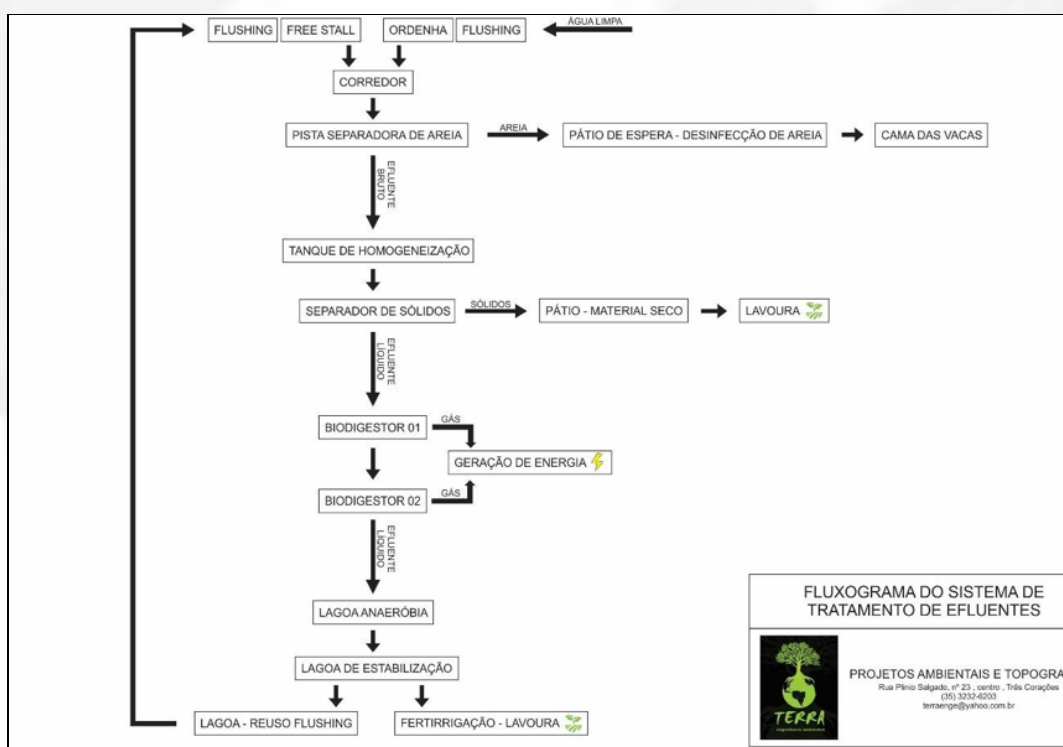 ÁGUA LIMPA
FLUSHING FREE STALL ORDENHA FLUSHING
CORREDOR
PISTA SEPARADORA DE AREIA AREIA PÁTIO DE ESPERA - DESINFECÇÃO DE AREIA CAMA DAS VACAS
EFLUENTE
BRUTO
TANQUE DE HOMOGENEIZAÇÃO
SEPARADOR DE SÓLIDOS SÓLIDOS PÁTIO - MATERIAL SECO LAVOURA
EFLUENTE
LÍQUIDO
BIODIGESTOR 01 GÁS
GERAÇÃO DE ENERGIA
BIODIGESTOR 02 GÁS
EFLUENTE
LÍQUIDO
LAGOA ANAERÓBIA
LAGOA DE ESTABILIZAÇÃO
LAGOA - REUSO FLUSHING FERTIRRIGAÇÃO - LAVOURA
FLUXOGRAMA DO SISTEMA DE
TRATAMENTO DE EFLUENTES
PROJETOS AMBIENTAIS E TOPOGRA
Rua Plinio Salgado, nº 23 , centro , Três Corações
(35) 3232-6203
terraenge@yahoo.com.br
TERRA